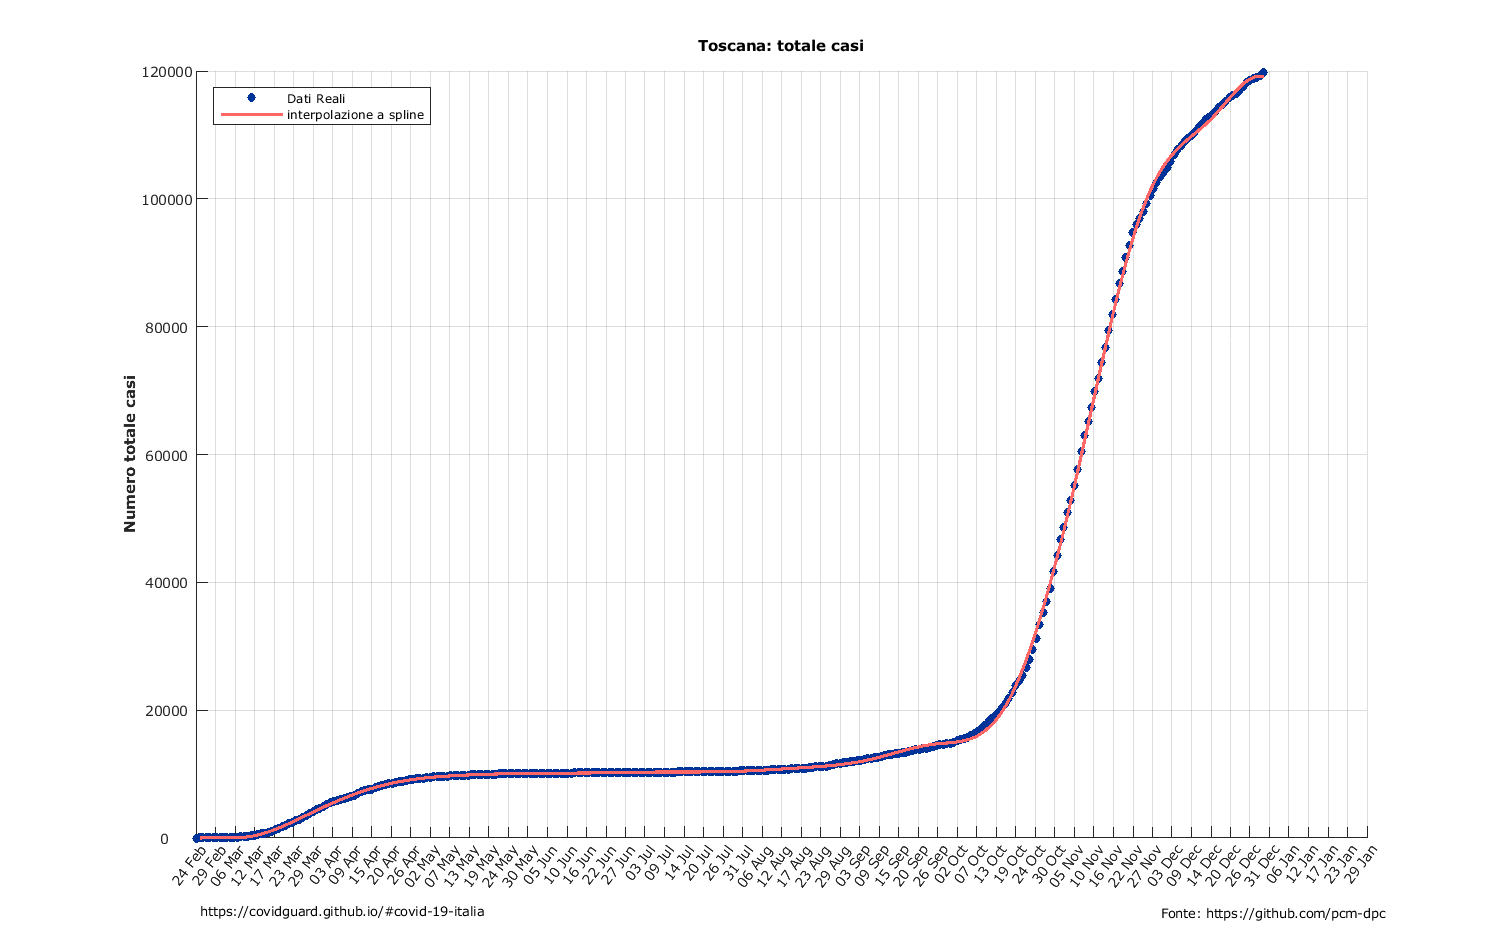 Toscana: totale casi
120000
Dati Reali
interpolazione a spline
100000
80000
60000
40000
20000
0
Numero totale casi
24 Feb
29 Feb
06 Mar
12 Mar
17 Mar
23 Mar
29 Mar
03 Apr
09 Apr
15 Apr
20 Apr
26 Apr
02 May
07 May
13 May
19 May
24 May
30 May
05 Jun
10 Jun
16 Jun
22 Jun
27 Jun
03 Jul
09 Jul
14 Jul
20 Jul
26 Jul
31 Jul
06 Aug
12 Aug
17 Aug
23 Aug
29 Aug
03 Sep
09 Sep
15 Sep
20 Sep
26 Sep
02 Oct
07 Oct
13 Oct
19 Oct
24 Oct
30 Oct
05 Nov
10 Nov
16 Nov
22 Nov
27 Nov
03 Dec
09 Dec
14 Dec
20 Dec
26 Dec
31 Dec
06 Jan
12 Jan
17 Jan
23 Jan
29 Jan
https://covidguard.github.io/#covid-19-italia
Fonte: https://github.com/pcm-dpc